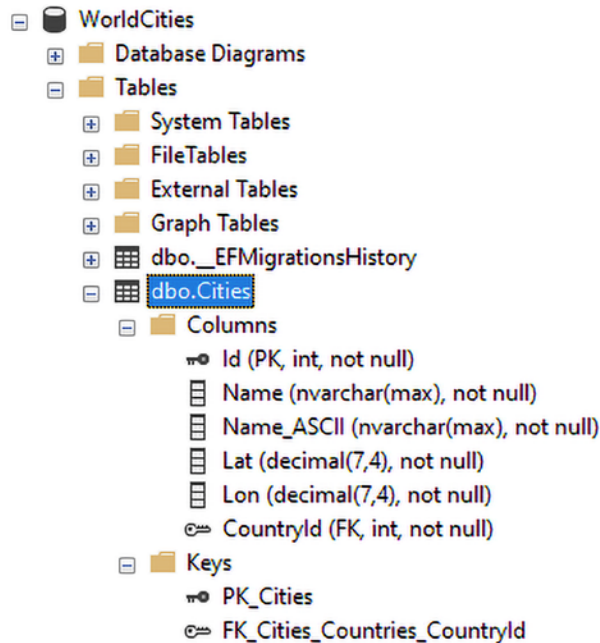 WorldCities
Database Diagrams
Tables
System Tables
FileTables
External Tables
Graph Tables
dbo.__EFMigrationsHistory
dbo.Cities
Columns
Id (PK, int, not null)
Name (nvarchar(max), not null)
Name_ASCII (nvarchar(max), not null)
Lat (decimal(7,4), not null)
Lon (decimal(7,4), not null)
CountryId (FK, int, not null)
Keys
PK_Cities
FK_Cities_Countries_CountryId